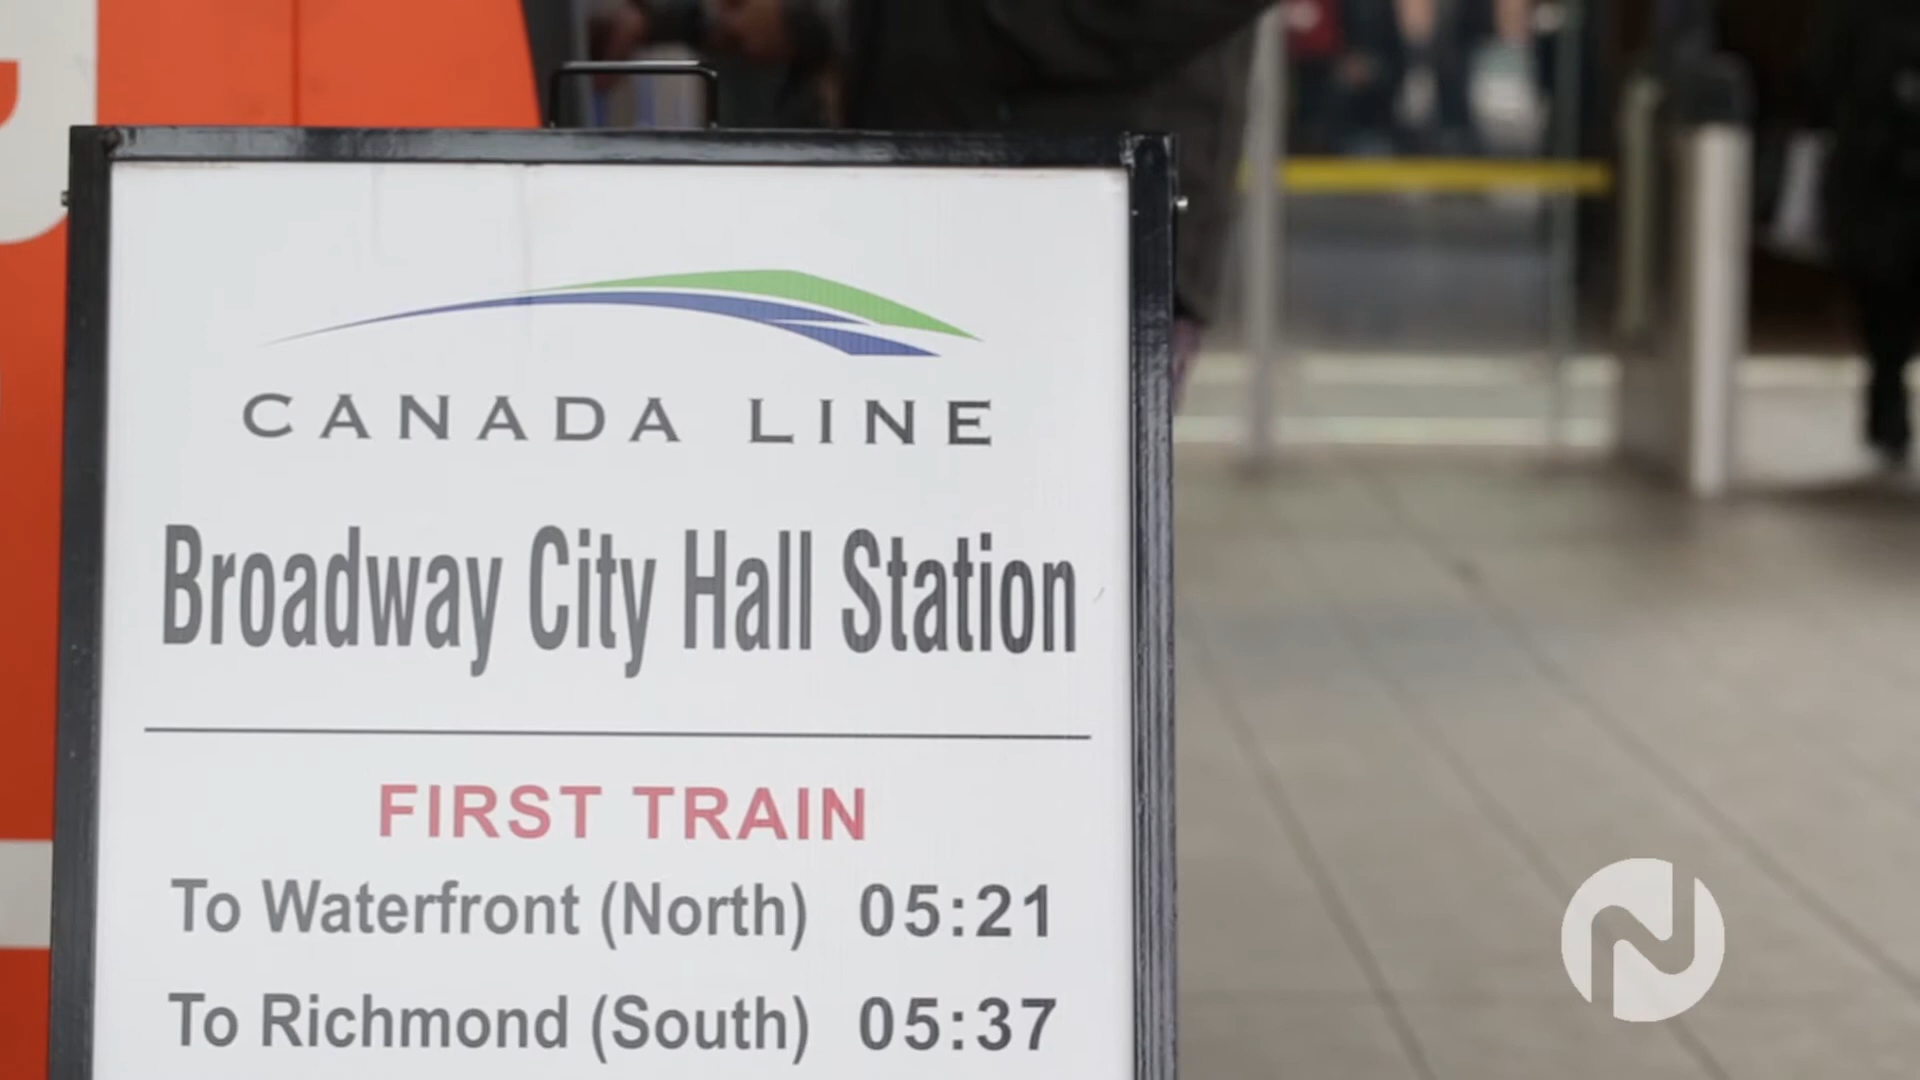 CANADA LINE
Broadway City Hall Station
FIRST TRAIN
To Waterfront (North) 05:21
To Richmond (South) 05:37